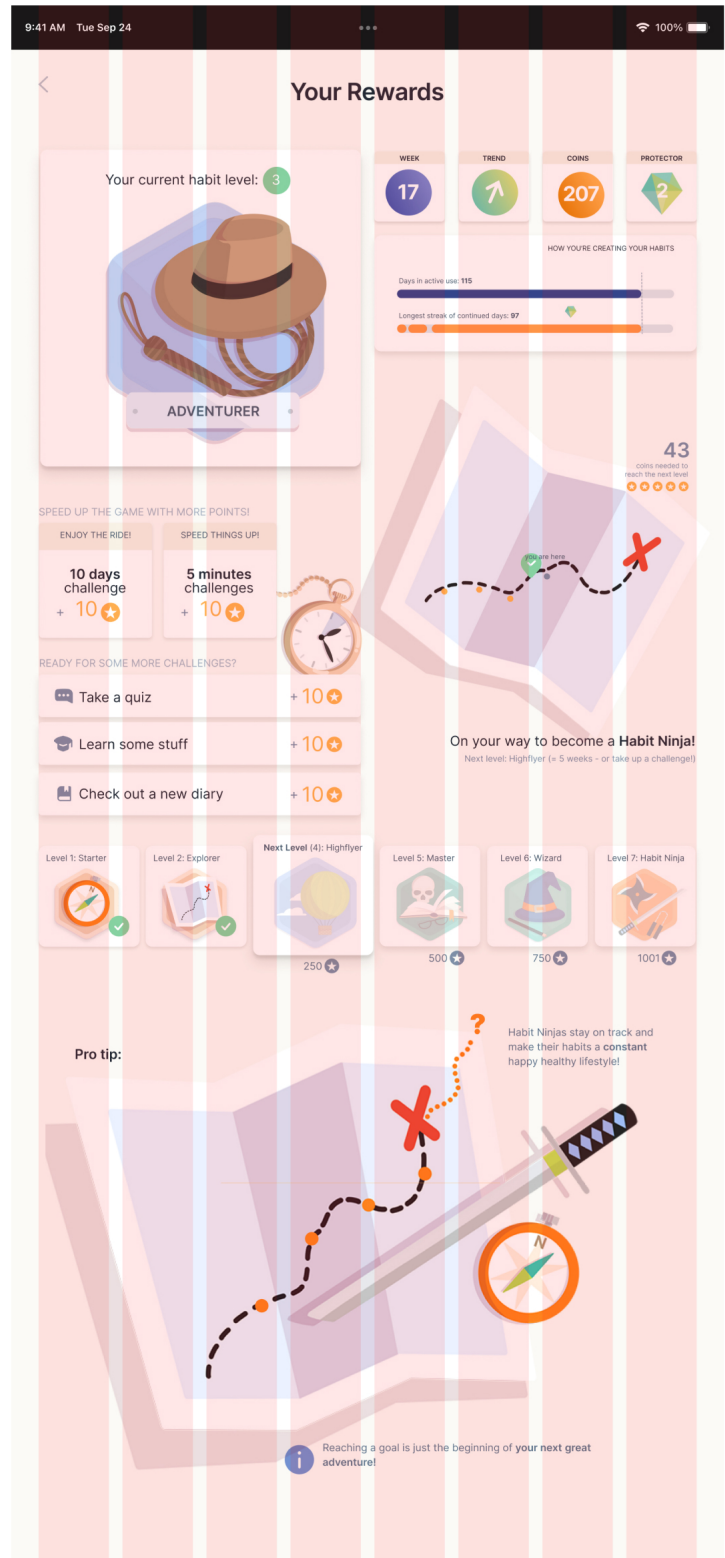 9:41 AM Tue Sep 24
100%
Your Rewards
Your current habit level: 3
ADVENTURER
WEEK
17
TREND
COINS
207
PROTECTOR
2
HOW YOU'RE CREATING YOUR HABITS
Days in active use: 115
Longest streak of continued days: 97
43
coins needed to
reach the next level
you are here
SPEED UP THE GAME WITH MORE POINTS!
ENJOY THE RIDE!
10 days
challenge
+ 10
SPEED THINGS UP!
5 minutes
challenges
+ 10
READY FOR SOME MORE CHALLENGES?
Take a quiz + 10
Learn some stuff + 10
Check out a new diary + 10
On your way to become a Habit Ninja!
Next level: Highflyer (= 5 weeks - or take up a challenge!)
Level 1: Starter
N
Level 2: Explorer
Next Level (4): Highflyer
250
Level 5: Master
500
Level 6: Wizard
750
Level 7: Habit Ninja
1001
Pro tip:
?
Habit Ninjas stay on track and
make their habits a constant
happy healthy lifestyle!
N
i
Reaching a goal is just the beginning of your next great
adventure!